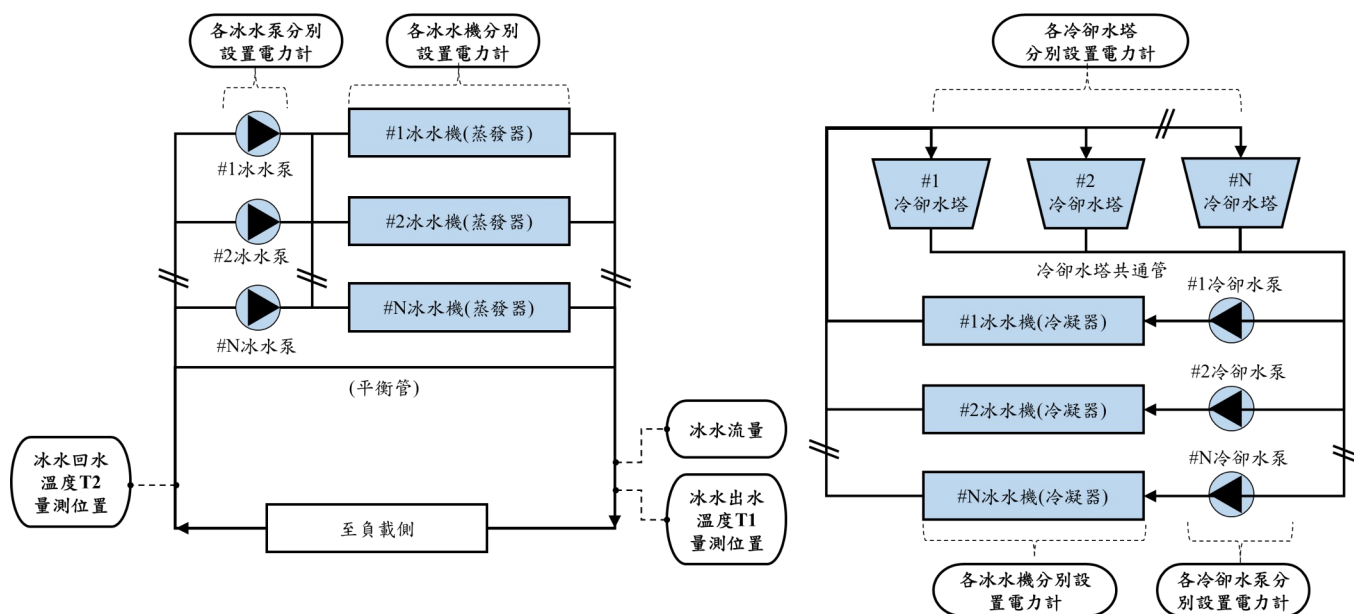 各冰水泵分別
設置電力計
各冰水機分別
設置電力計
#1冰水泵
#1冰水機(蒸發器)
#2冰水泵
#2冰水機(蒸發器)
#N冰水泵
#N冰水機(蒸發器)
(平衡管)
冰水流量
冰水回水
溫度T2
量測位置
冰水出水
溫度T1
量測位置
至負載側
各冷卻水塔
分別設置電力計
#1
冷卻水塔
#2
冷卻水塔
#N
冷卻水塔
冷卻水塔共通管
#1冷卻水泵
#1冰水機(冷凝器)
#2冷卻水泵
#2冰水機(冷凝器)
#N冷卻水泵
#N冰水機(冷凝器)
各冰水機分別設
置電力計
各冷卻水泵分
別設置電力計